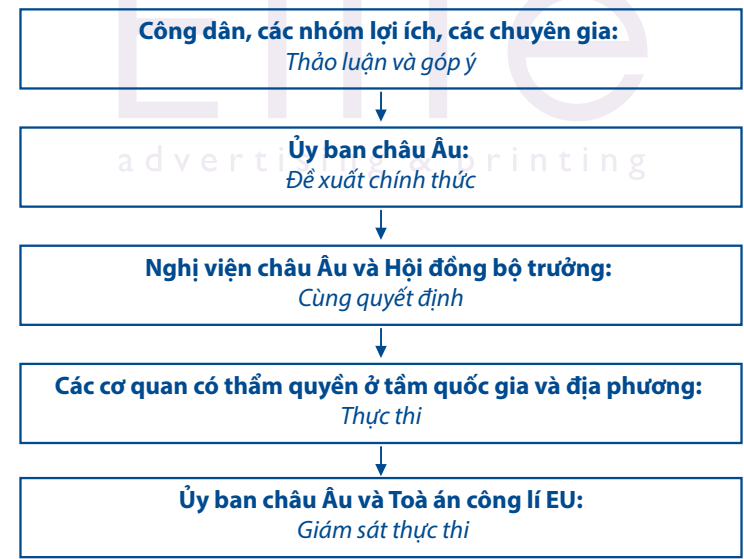 Elite
Công dân, các nhóm lợi ích, các chuyên gia:
Thảo luận và góp ý
Ủy ban châu Âu:
advertising & printing
Đề xuất chính thức
Nghị viện châu Âu và Hội đồng bộ trưởng:
Cùng quyết định
Các cơ quan có thẩm quyền ở tầm quốc gia và địa phương:
Thực thi
Ủy ban châu Âu và Toà án công lí EU:
Giám sát thực thi